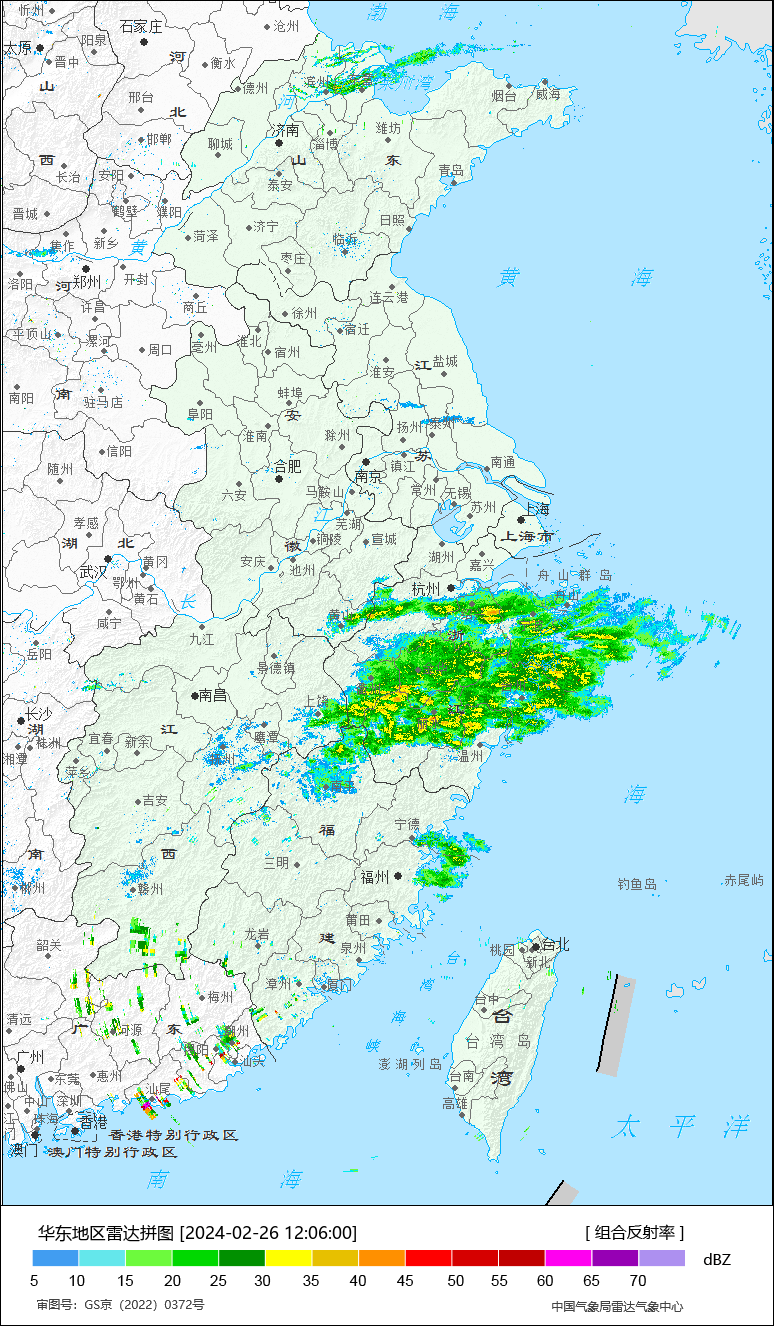 忻州
石家庄
沧州
渤 海
太原
阳泉
晋中
河
衡水
德州
滨州
山
邢台
北
烟台
威海
邯郸
聊城
济南
淄博
潍坊
山 东
西
长治
安阳
泰安
青岛
晋城
鹤壁
濮阳
菏泽
济宁
临沂
日照
焦作
新乡
黄
枣庄
洛阳
河
郑州
开封
黄 海
许昌
商丘
连云港
徐州
平顶山
漯河
周口
亳州
淮北
宿州
宿迁
江
盐城
淮安
南阳
南
驻马店
阜阳
蚌埠
安
淮南
滁州
扬州
泰州
信阳
苏
随州
合肥
南京
镇江
南通
六安
马鞍山
常州
无锡
苏州
孝感
江
芜湖
上海
湖 北
徽
铜陵
宣城
上海市
武汉
黄冈
安庆
池州
湖州
嘉兴
鄂州
黄石
杭州
舟山群岛
长
咸宁
黄山
九江
岳阳
景德镇
南昌
上饶
长沙
湖
株洲
湘潭
宜春
新余
江
鹰潭
萍乡
温州
吉安
海
福
宁德
南
西
三明
赣州
福州
钓鱼岛
赤尾屿
莆田
韶关
龙岩
建
泉州
台北
桃园
新北
台
湾
海
峡
梅州
漳州
厦门
台中
清远
广 东
河源
潮州
台
台湾岛
广州
汕头
澎湖列岛
佛山
东莞
惠州
汕尾
台南
湾
中山
深圳
高雄
珠海
香港
香港特别行政区
太 平 洋
澳门
澳门特别行政区
南 海
华东地区雷达拼图 [2024-02-26 12:06:00]
[ 组合反射率 ]
dBZ
5 10 15 20 25 30 35 40 45 50 55 60 65 70
审图号：GS京（2022）0372号
中国气象局雷达气象中心